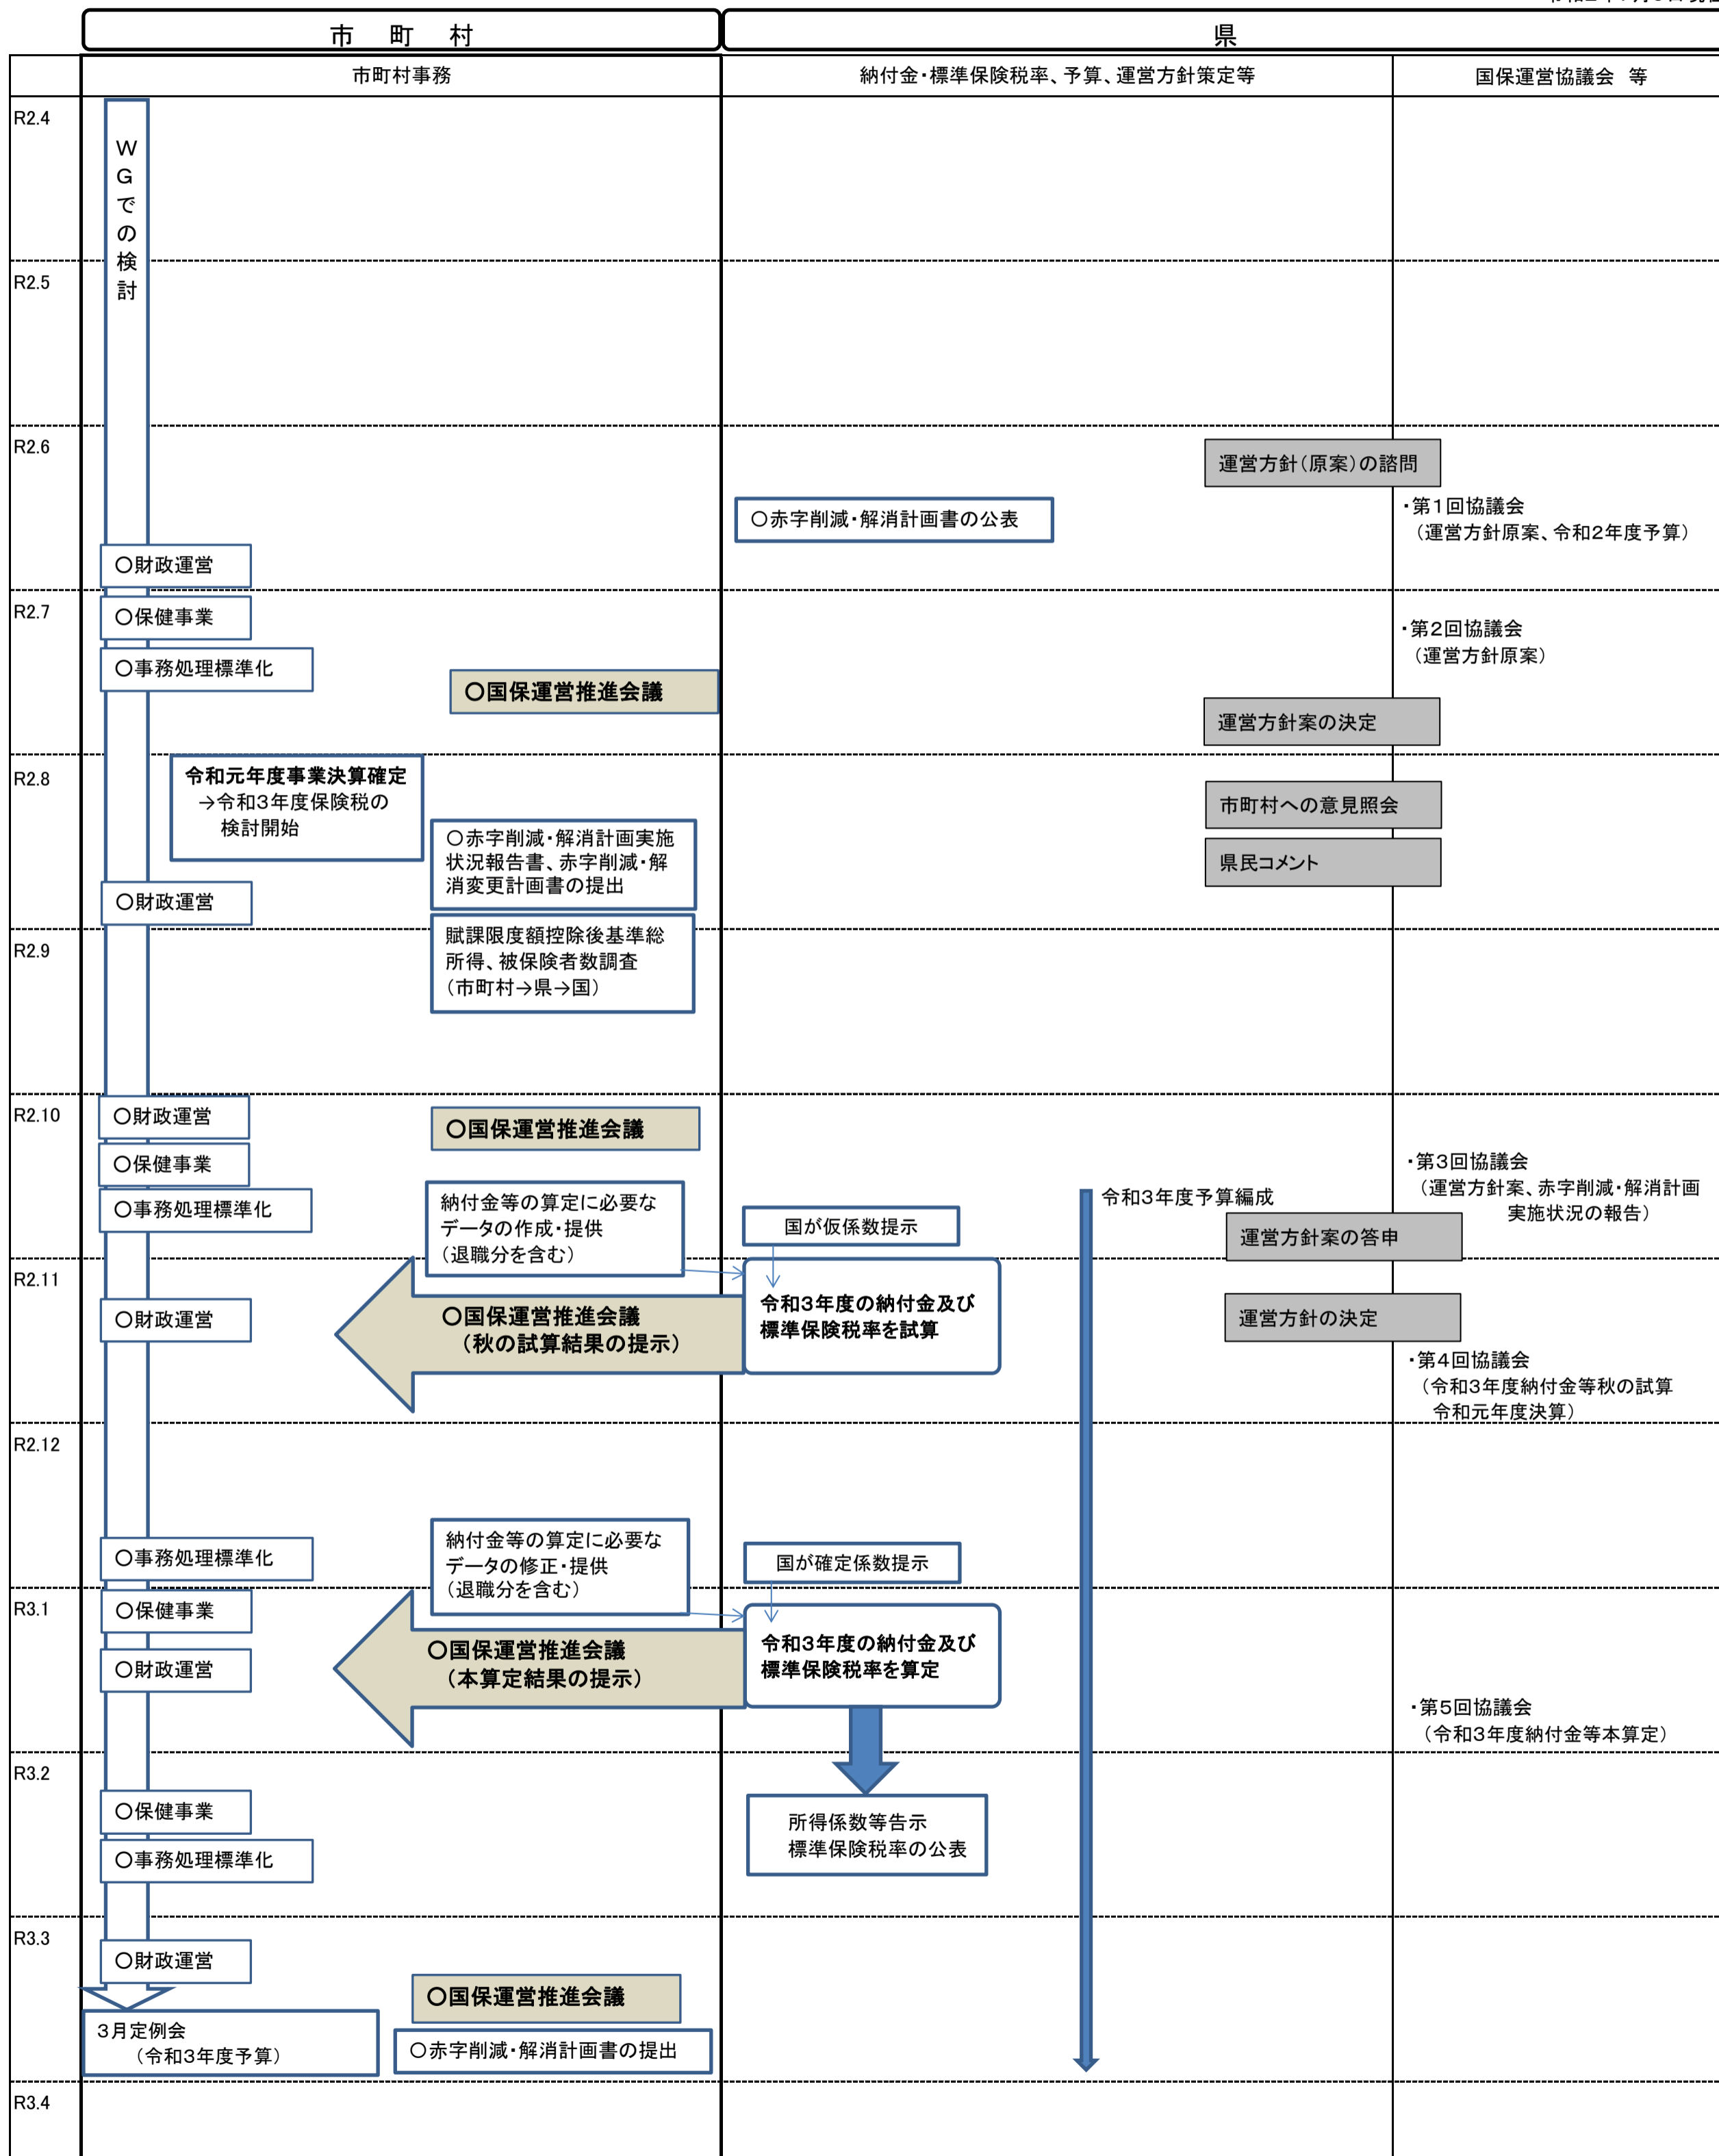 市 町 村
県
市町村事務
納付金・標準保険税率、予算、運営方針策定等
国保運営協議会 等
R2.4
WGでの検討
R2.5
R2.6
運営方針(原案)の諮問
○赤字削減・解消計画書の公表
・第1回協議会
(運営方針原案、令和2年度予算)
○財政運営
R2.7
○保健事業
・第2回協議会
(運営方針原案)
○事務処理標準化
○国保運営推進会議
運営方針案の決定
R2.8
令和元年度事業決算確定
→令和3年度保険税の
検討開始
市町村への意見照会
○赤字削減・解消計画実施
状況報告書、赤字削減・解
消変更計画書の提出
県民コメント
○財政運営
R2.9
賦課限度額控除後基準総
所得、被保険者数調査
(市町村→県→国)
R2.10
○財政運営
○国保運営推進会議
○保健事業
・第3回協議会
(運営方針案、赤字削減・解消計画
実施状況の報告)
○事務処理標準化
納付金等の算定に必要な
データの作成・提供
(退職分を含む)
国が仮係数提示
令和3年度予算編成
運営方針案の答申
R2.11
○財政運営
○国保運営推進会議
(秋の試算結果の提示)
令和3年度の納付金及び
標準保険税率を試算
運営方針の決定
・第4回協議会
(令和3年度納付金等秋の試算
令和元年度決算)
R2.12
○事務処理標準化
納付金等の算定に必要な
データの修正・提供
(退職分を含む)
国が確定係数提示
R3.1
○保健事業
○財政運営
○国保運営推進会議
(本算定結果の提示)
令和3年度の納付金及び
標準保険税率を算定
・第5回協議会
(令和3年度納付金等本算定)
R3.2
○保健事業
○事務処理標準化
所得係数等告示
標準保険税率の公表
R3.3
○財政運営
○国保運営推進会議
3月定例会
(令和3年度予算)
○赤字削減・解消計画書の提出
R3.4